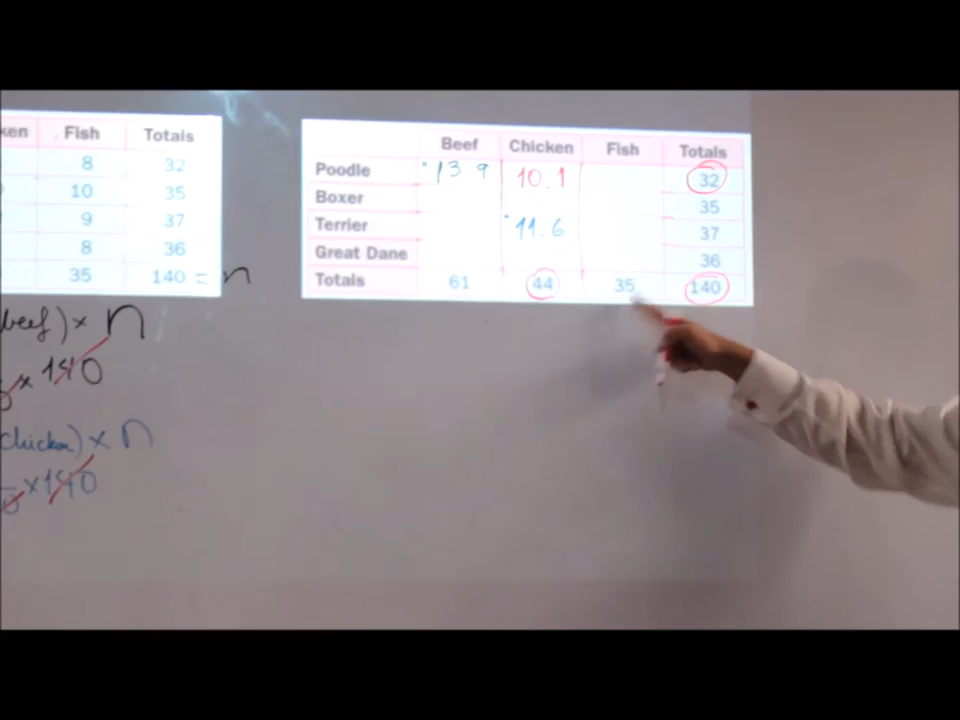 ken Fish Totals
8 32
10 35
9 37
8 36
35 140 = n
beef) × n
× 140
chicken) × n
× 140
Beef Chicken Fish Totals
Poodle 13 9 10.1 32
Boxer 35
Terrier 11.6 37
Great Dane 36
Totals 61 44 35 140